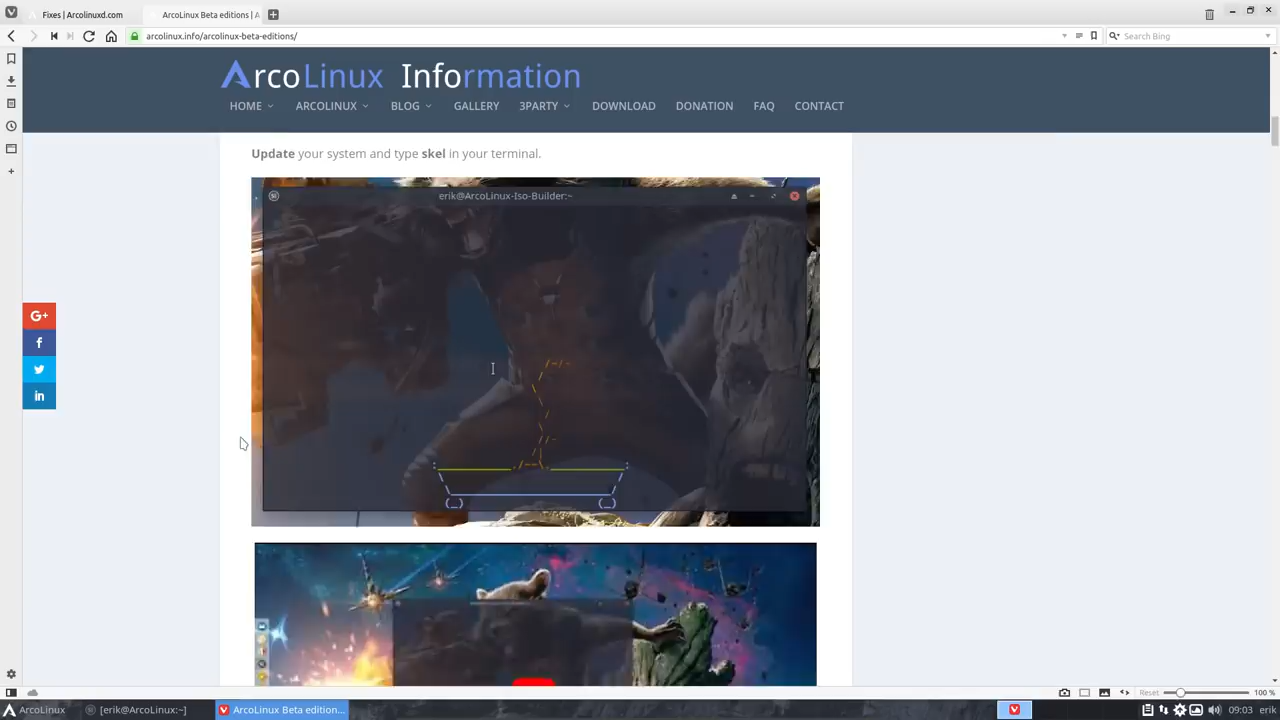 Fixes | Arcolinuxd.com
ArcoLinux Beta editions | A
arcolinux.info/arcolinux-beta-editions/
Search Bing
ArcoLinux Information
HOME
ARCOLINUX
BLOG
GALLERY
3PARTY
DOWNLOAD
DONATION
FAQ
CONTACT
Update your system and type skel in your terminal.
erik@ArcoLinux-Iso-Builder:~
G+
f
in
Reset
100 %
ArcoLinux
[erik@ArcoLinux:~]
ArcoLinux Beta edition...
09:03
erik